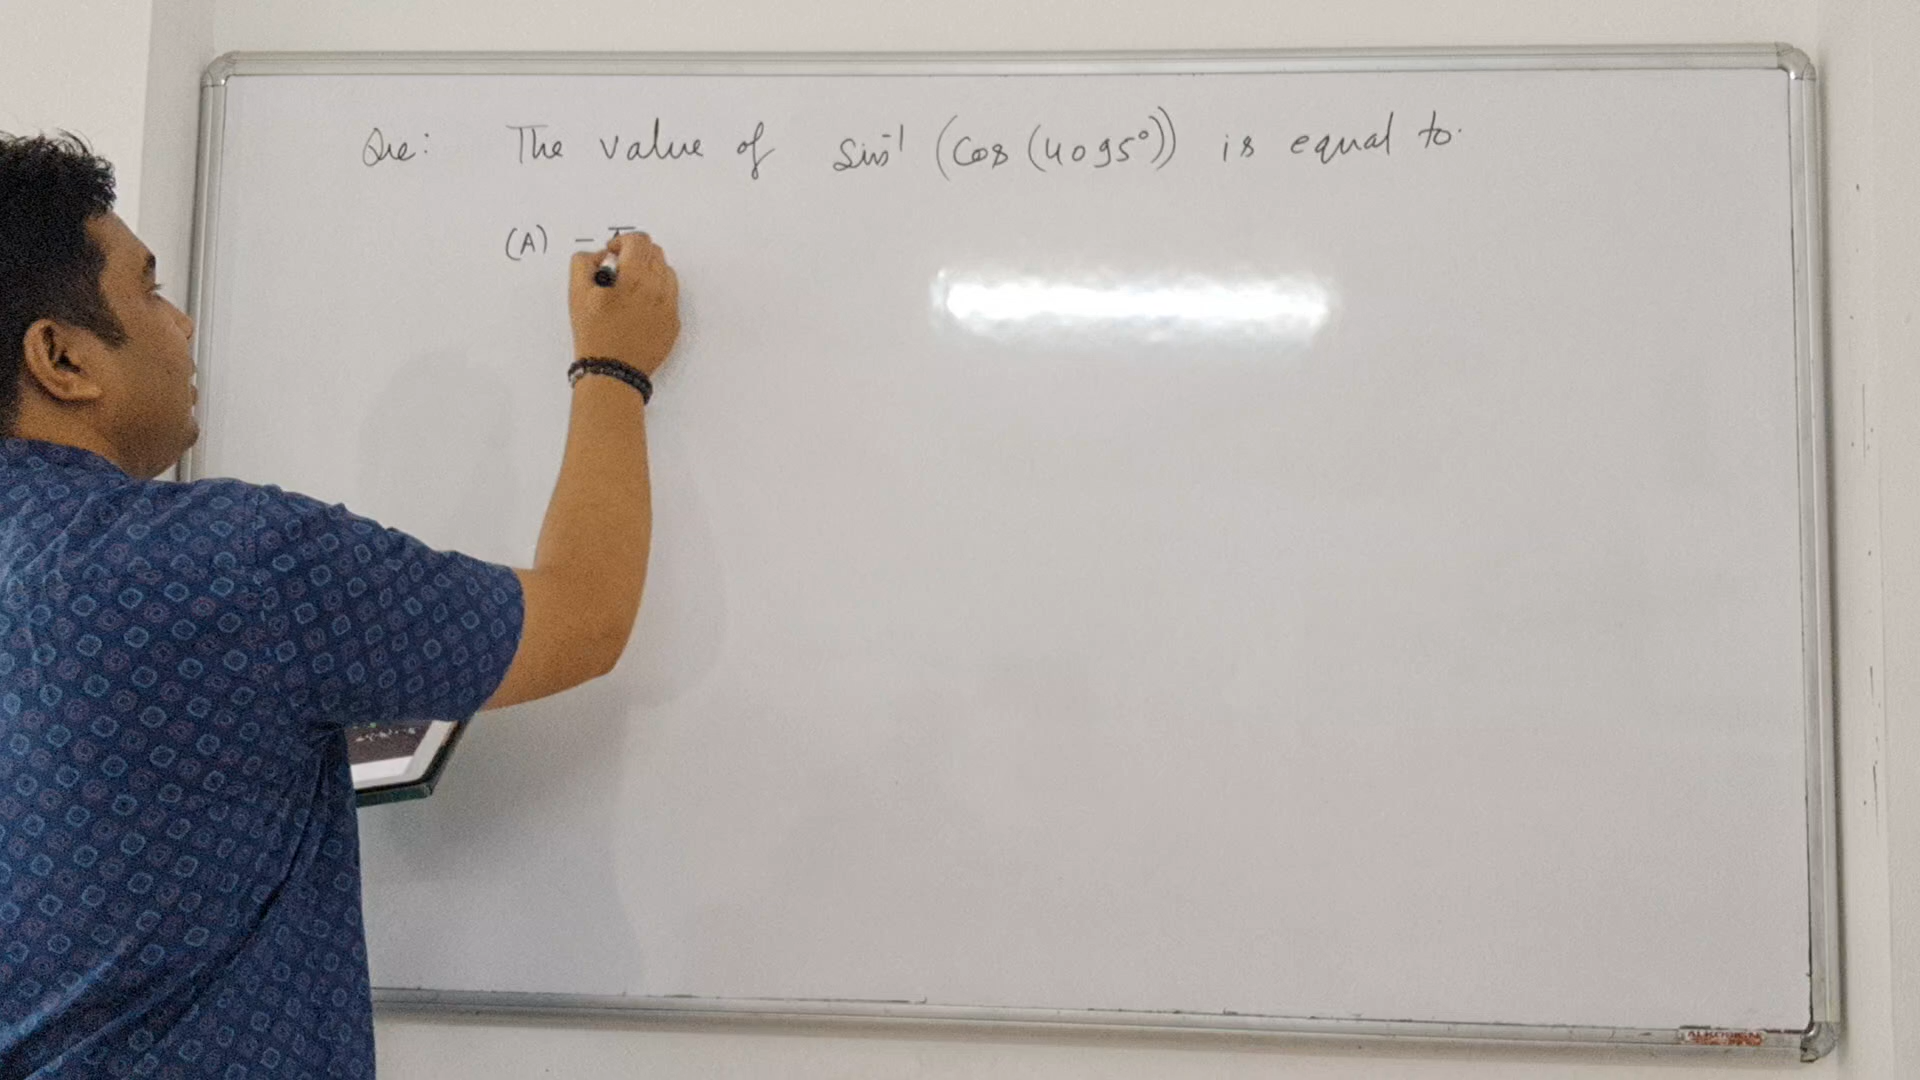 Que: The value of sin⁻¹ (cos (4095°)) is equal to.
(A) - π